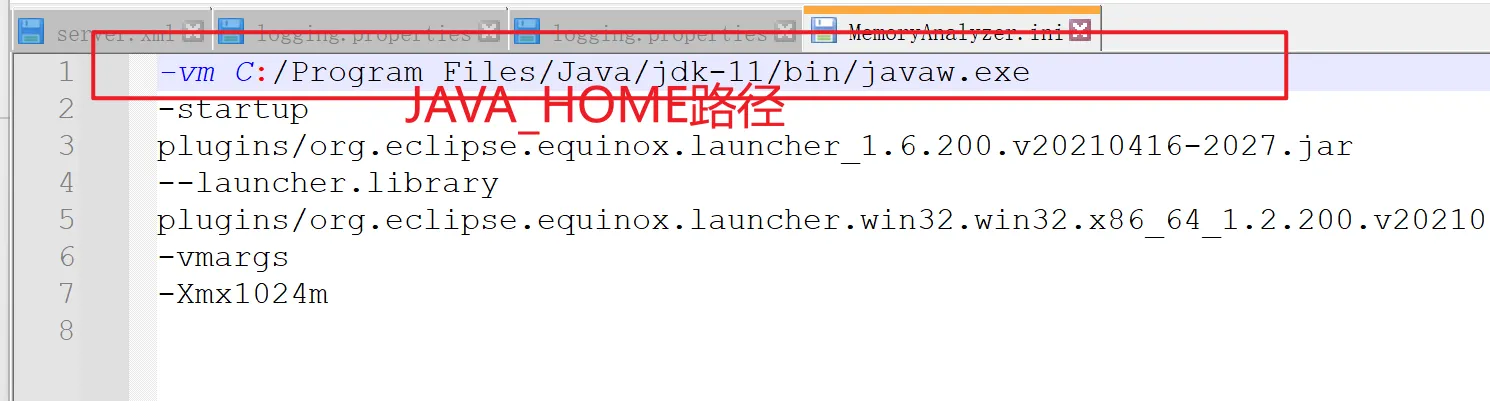 server.xml logging.properties logging.properties MemoryAnalyzer.ini
1 -vm C:/Program Files/Java/jdk-11/bin/javaw.exe
JAVA_HOME路径
2 -startup
3 plugins/org.eclipse.equinox.launcher_1.6.200.v20210416-2027.jar
4 --launcher.library
5 plugins/org.eclipse.equinox.launcher.win32.win32.x86_64_1.2.200.v20210
6 -vmargs
7 -Xmx1024m
8